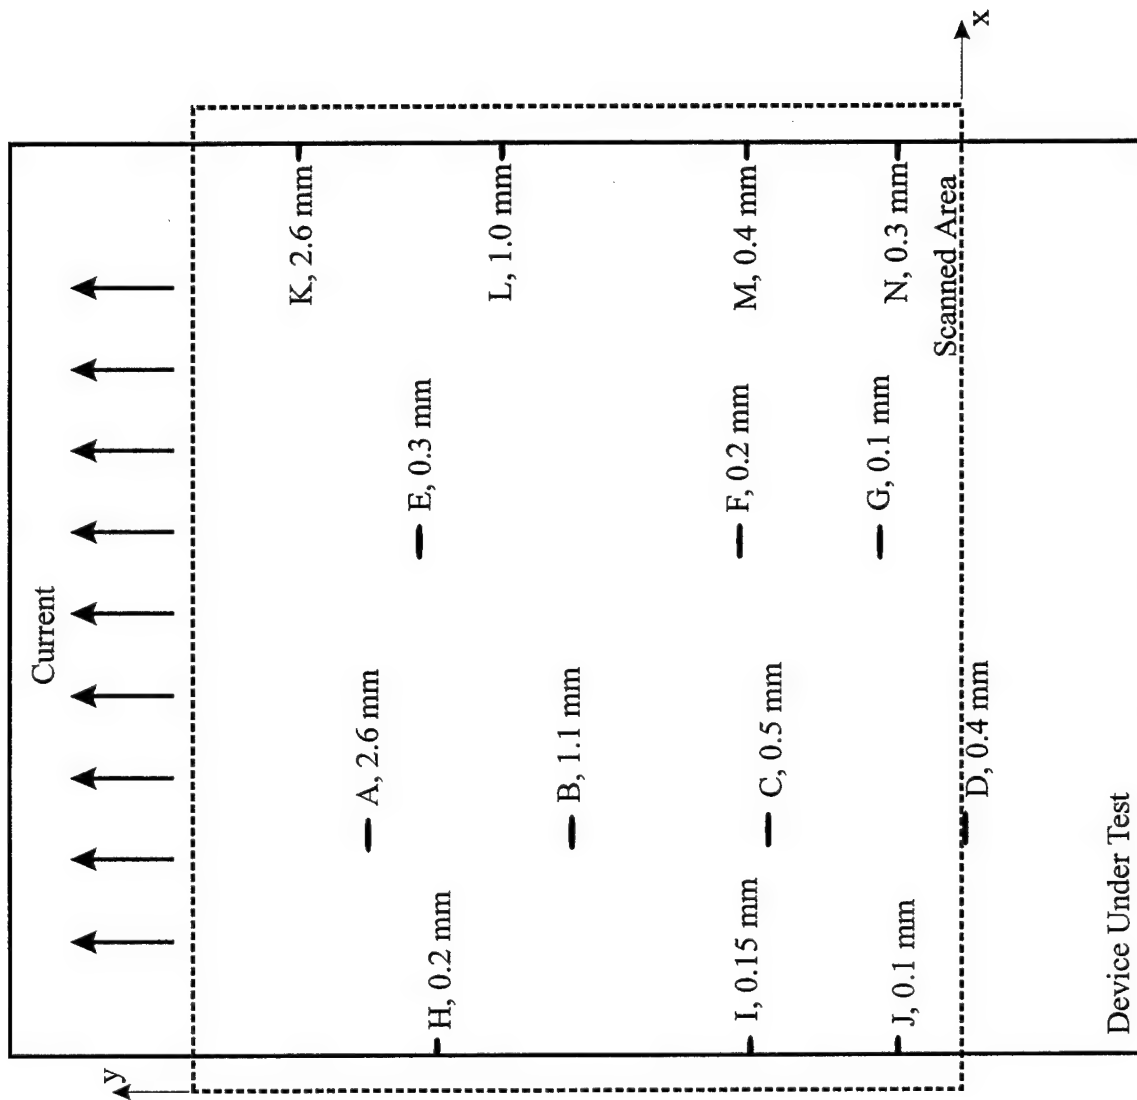 Current
y
K, 2.6 mm
A, 2.6 mm
E, 0.3 mm
H, 0.2 mm
L, 1.0 mm
B, 1.1 mm
M, 0.4 mm
F, 0.2 mm
C, 0.5 mm
I, 0.15 mm
N, 0.3 mm
G, 0.1 mm
J, 0.1 mm
Scanned Area
x
D, 0.4 mm
Device Under Test